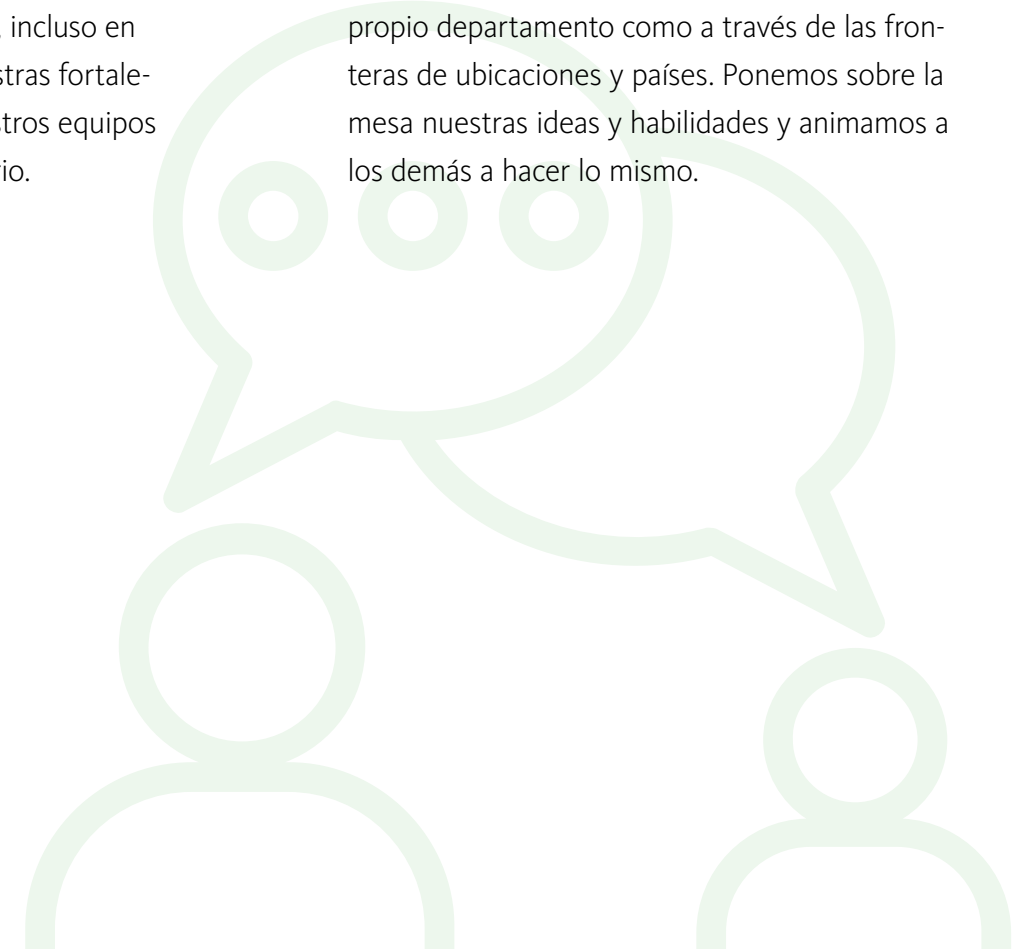 incluso en
stras fortale-
stros equipos
io.
propio departamento como a través de las fron-
teras de ubicaciones y países. Ponemos sobre la
mesa nuestras ideas y habilidades y animamos a
los demás a hacer lo mismo.